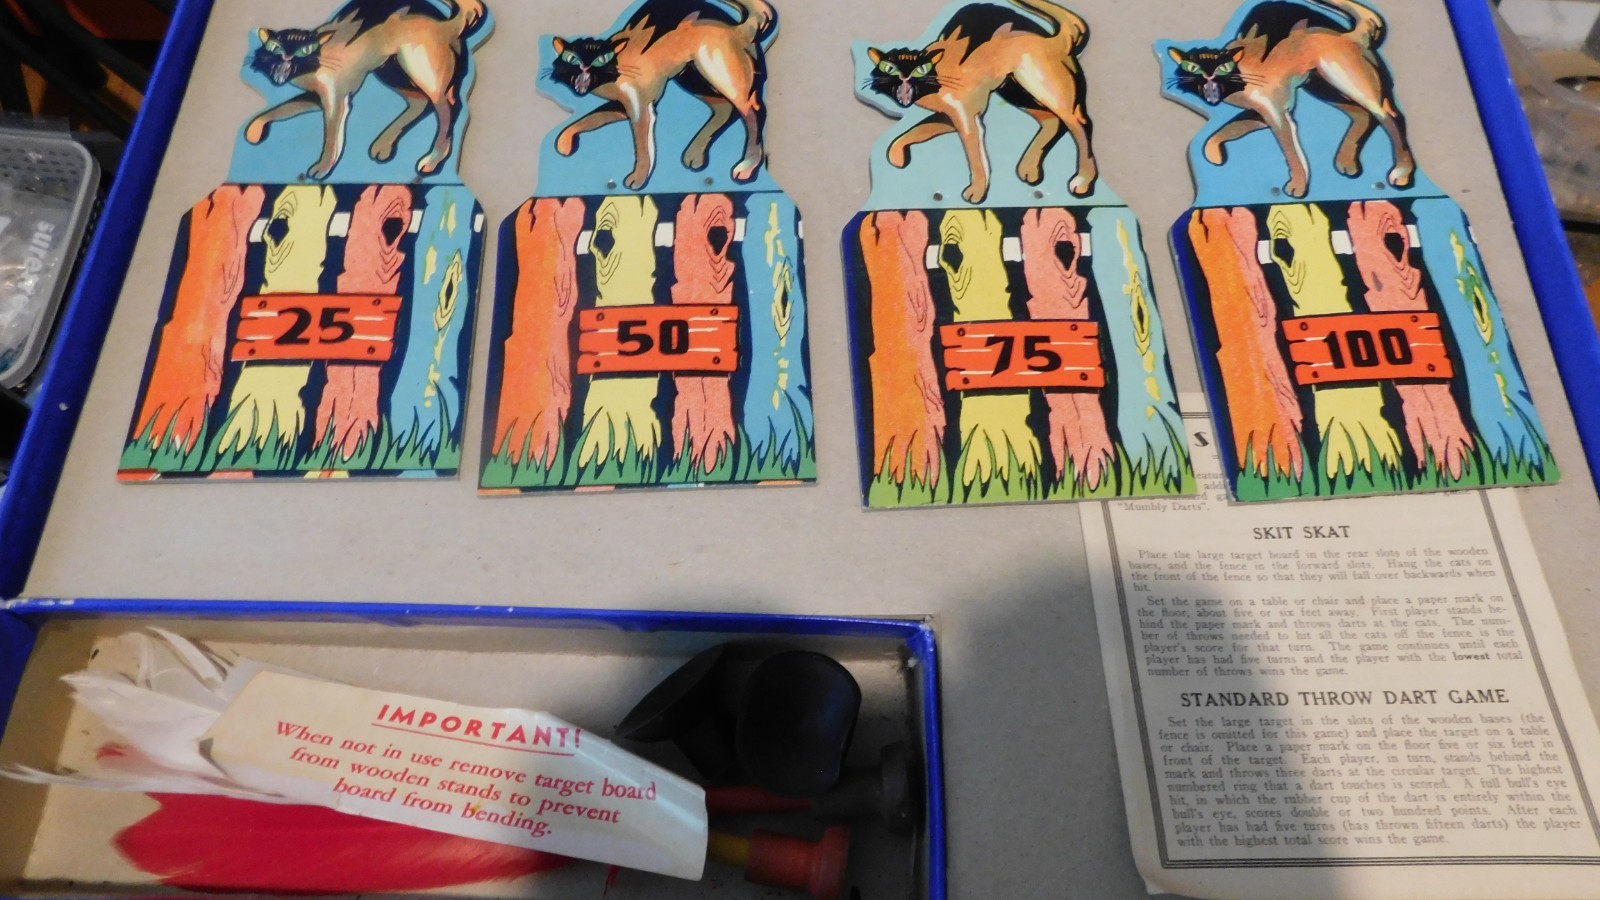 25
50
75
100
"Mumbly Darts".
SKIT SKAT
Place the large target board in the rear slots of the wooden
bases, and the fence in the forward slots. Hang the cats on
the front of the fence so that they will fall over backwards when
hit.
Set the game on a table or chair and place a paper mark on
the floor, about five or six feet away. First player stands be-
hind the paper mark and throws darts at the cats. The num-
ber of throws needed to hit all the cats off the fence is the
player's score for that turn. The game continues until each
player has had five turns and the player with the lowest total
number of throws wins the game.
STANDARD THROW DART GAME
Set the large target in the slots of the wooden bases (the
fence is omitted for this game) and place the target on a table
or chair. Place a paper mark on the floor five or six feet in
front of the target. Each player, in turn, stands behind the
mark and throws three darts at the circular target. The highest
numbered ring that a dart touches is scored. A full bull's eye
hit, in which the rubber cup of the dart is entirely within the
bull's eye, scores double or two hundred points. After each
player has had five turns (has thrown fifteen darts) the player
with the highest total score wins the game.
IMPORTANT!
When not in use remove target board
from wooden stands to prevent
board from bending.